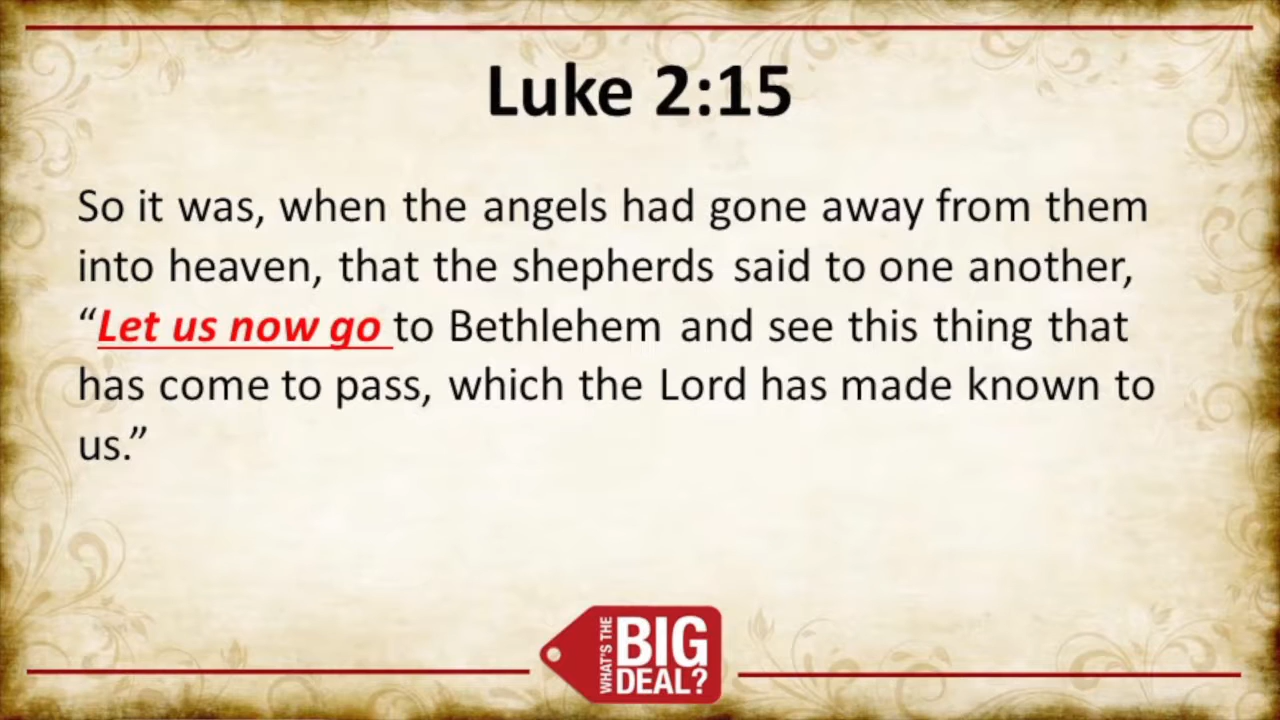 Luke 2:15
So it was, when the angels had gone away from them
into heaven, that the shepherds said to one another,
“Let us now go to Bethlehem and see this thing that
has come to pass, which the Lord has made known to
us.”
WHAT'S THE
BIG
DEAL?